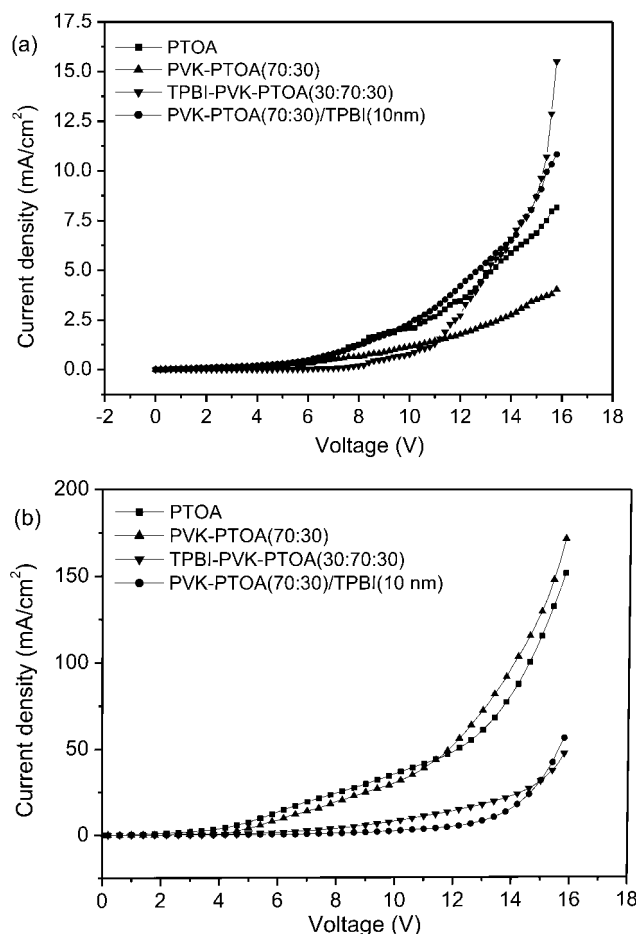 (a)
PTOA
PVK-PTOA(70:30)
TPBI-PVK-PTOA(30:70:30)
PVK-PTOA(70:30)/TPBI(10nm)
Current density (mA/cm²)
17.5
15.0
12.5
10.0
7.5
5.0
2.5
0.0
-2 0 2 4 6 8 10 12 14 16 18
Voltage (V)
(b)
PTOA
PVK-PTOA(70:30)
TPBI-PVK-PTOA(30:70:30)
PVK-PTOA(70:30)/TPBI(10 nm)
Current density (mA/cm²)
200
150
100
50
0
0 2 4 6 8 10 12 14 16 18
Voltage (V)